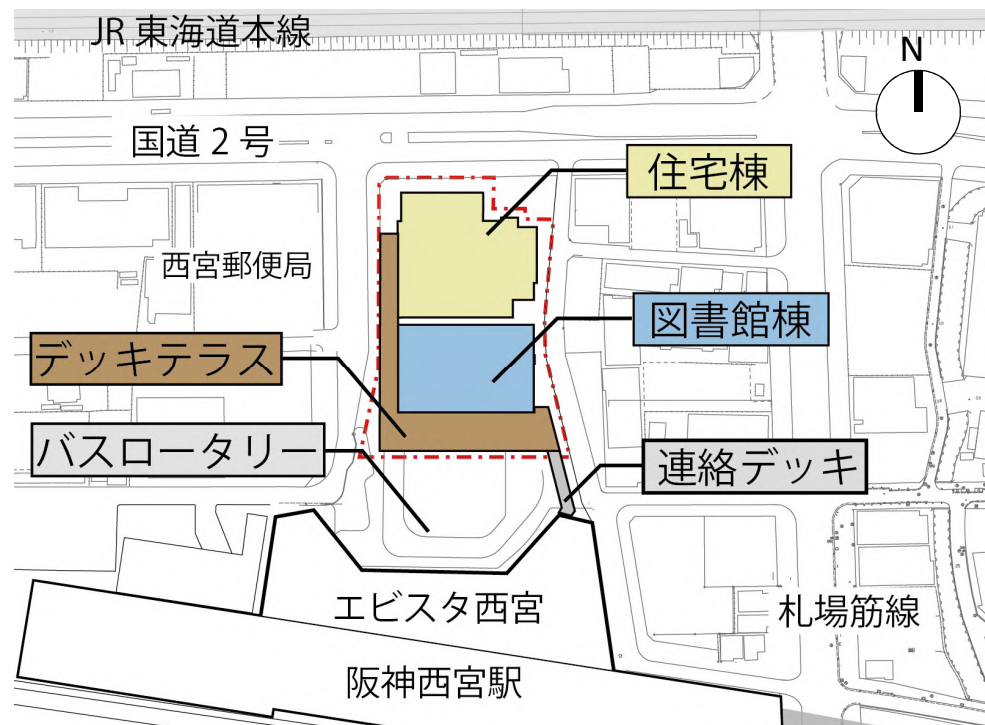 JR 東海道本線
N
国道 2 号
住宅棟
西宮郵便局
図書館棟
デッキテラス
バスロータリー
連絡デッキ
エビスタ西宮
札場筋線
阪神西宮駅